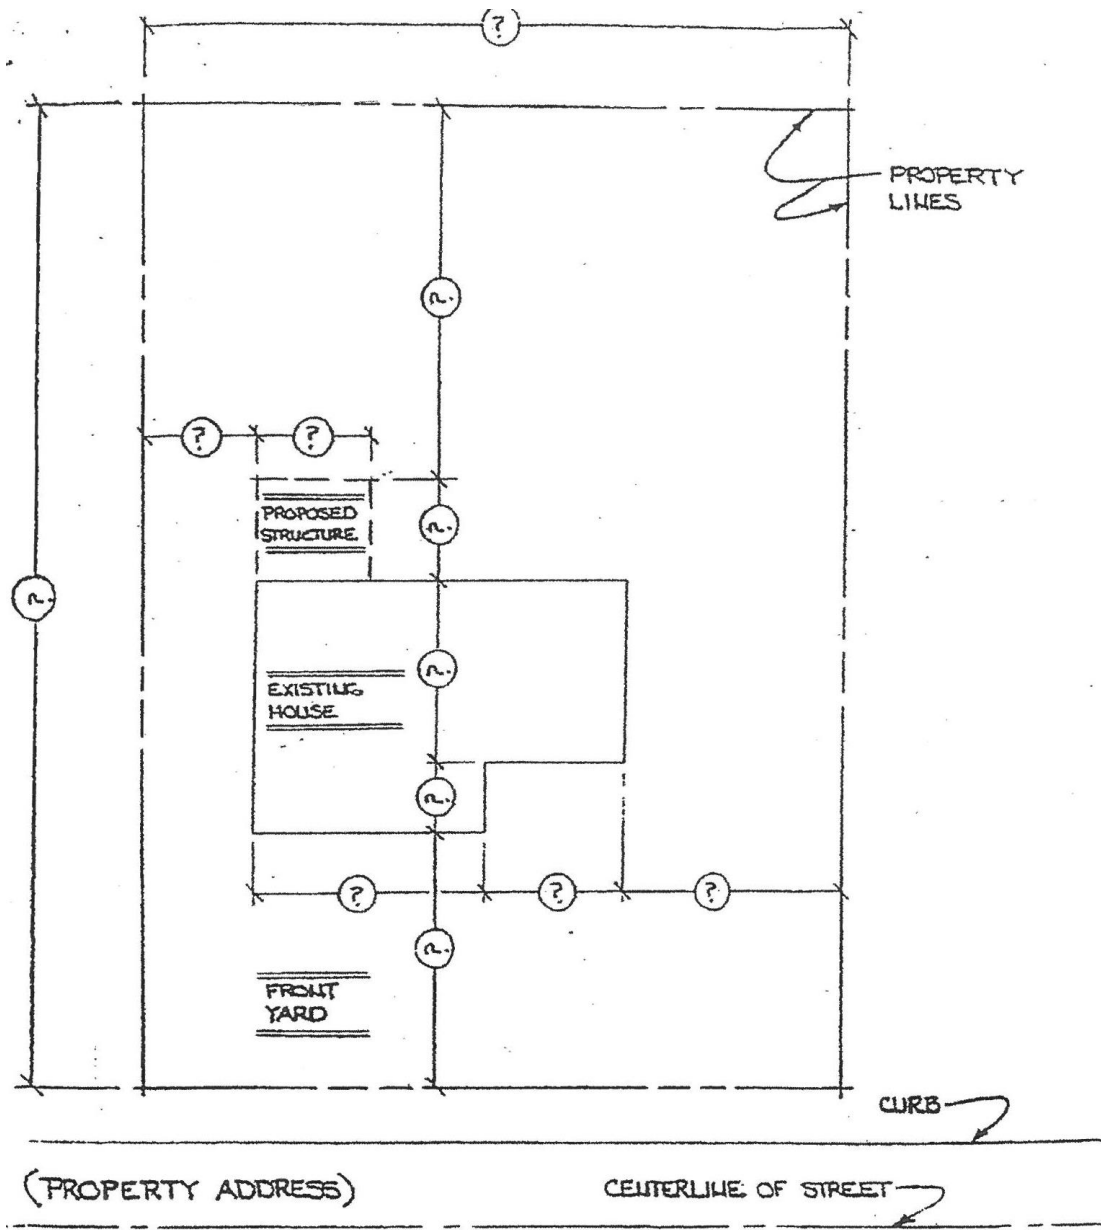 ?
PROPERTY
LINES
?
? ?
PROPOSED
STRUCTURE
?
?
?
EXISTING
HOUSE
?
? ? ?
?
FRONT
YARD
CURB
(PROPERTY ADDRESS)
CENTERLINE OF STREET